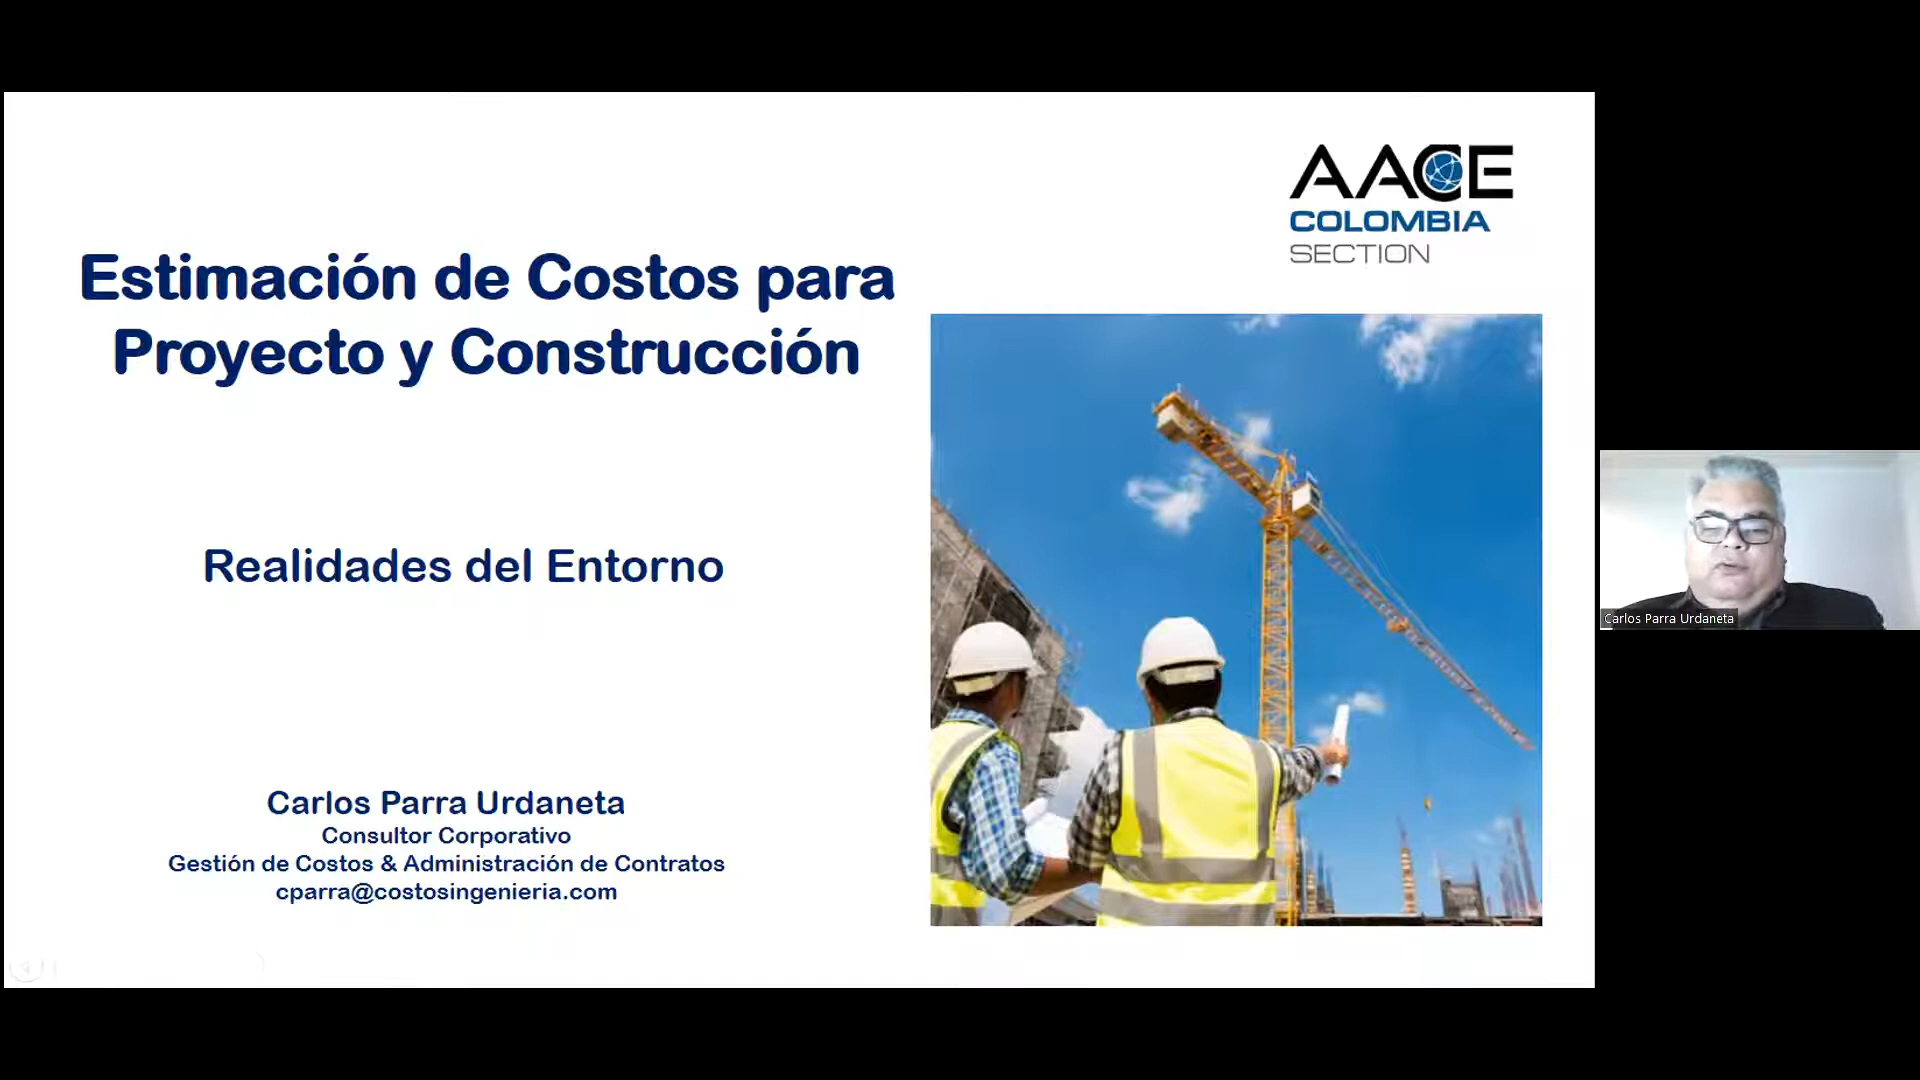 AACE
COLOMBIA
SECTION
Estimación de Costos para
Proyecto y Construcción
Realidades del Entorno
Carlos Parra Urdaneta
Consultor Corporativo
Gestión de Costos & Administración de Contratos
cparra@costosingenieria.com
Carlos Parra Urdaneta